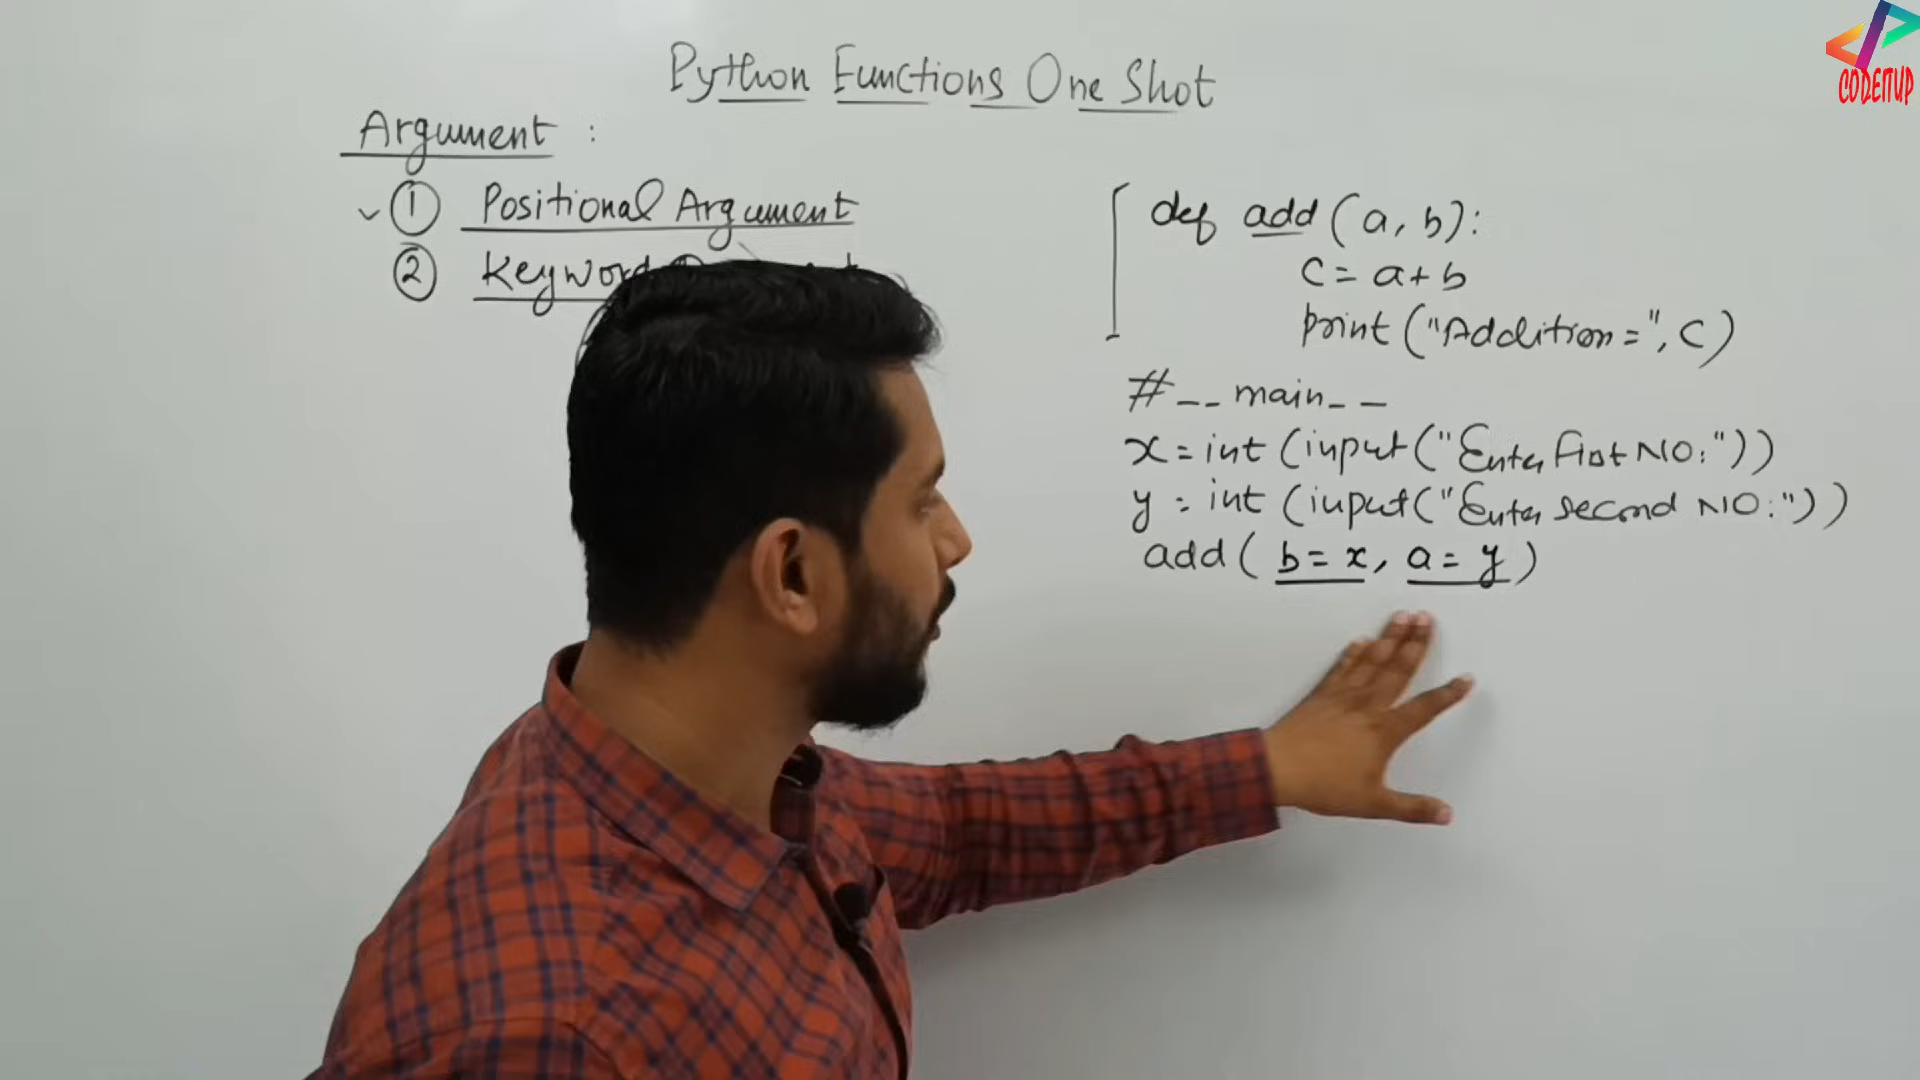 Python Functions One Shot
CODEITUP
Argument :
① Positional Argument
② Keyword
def add (a, b):
c = a + b
print ("Addition =", c)
#__main__
x = int (input ("Enter First NO:"))
y = int (input ("Enter second NO:"))
add ( b = x, a = y )